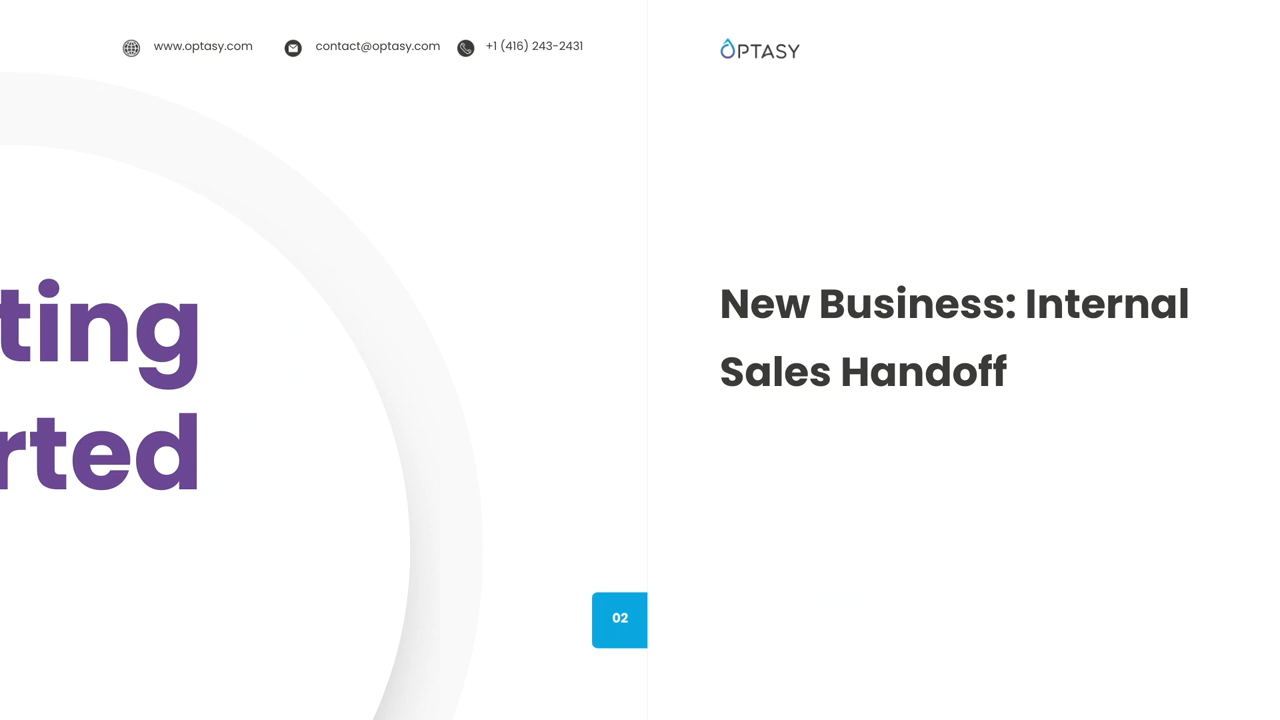 www.optasy.com
contact@optasy.com
+1 (416) 243-2431
ting
rted
02
OPTASY
New Business: Internal
Sales Handoff